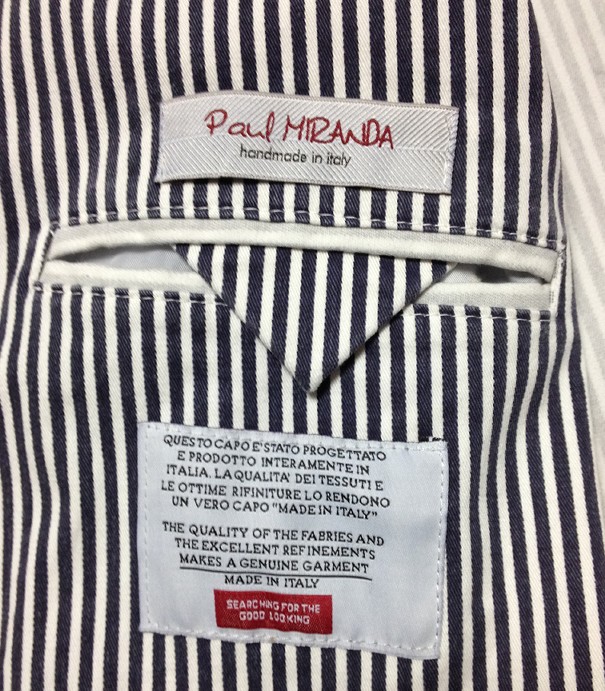 Paul MIRANDA
handmade in italy
QUESTO CAPO E' STATO PROGETTATO
E PRODOTTO INTERAMENTE IN
ITALIA. LA QUALITA' DEI TESSUTI E
LE OTTIME RIFINITURE LO RENDONO
UN VERO CAPO "MADE IN ITALY"
THE QUALITY OF THE FABRIES AND
THE EXCELLENT REFINEMENTS
MAKES A GENUINE GARMENT
MADE IN ITALY
SEARCHING FOR THE
GOOD LOOKING